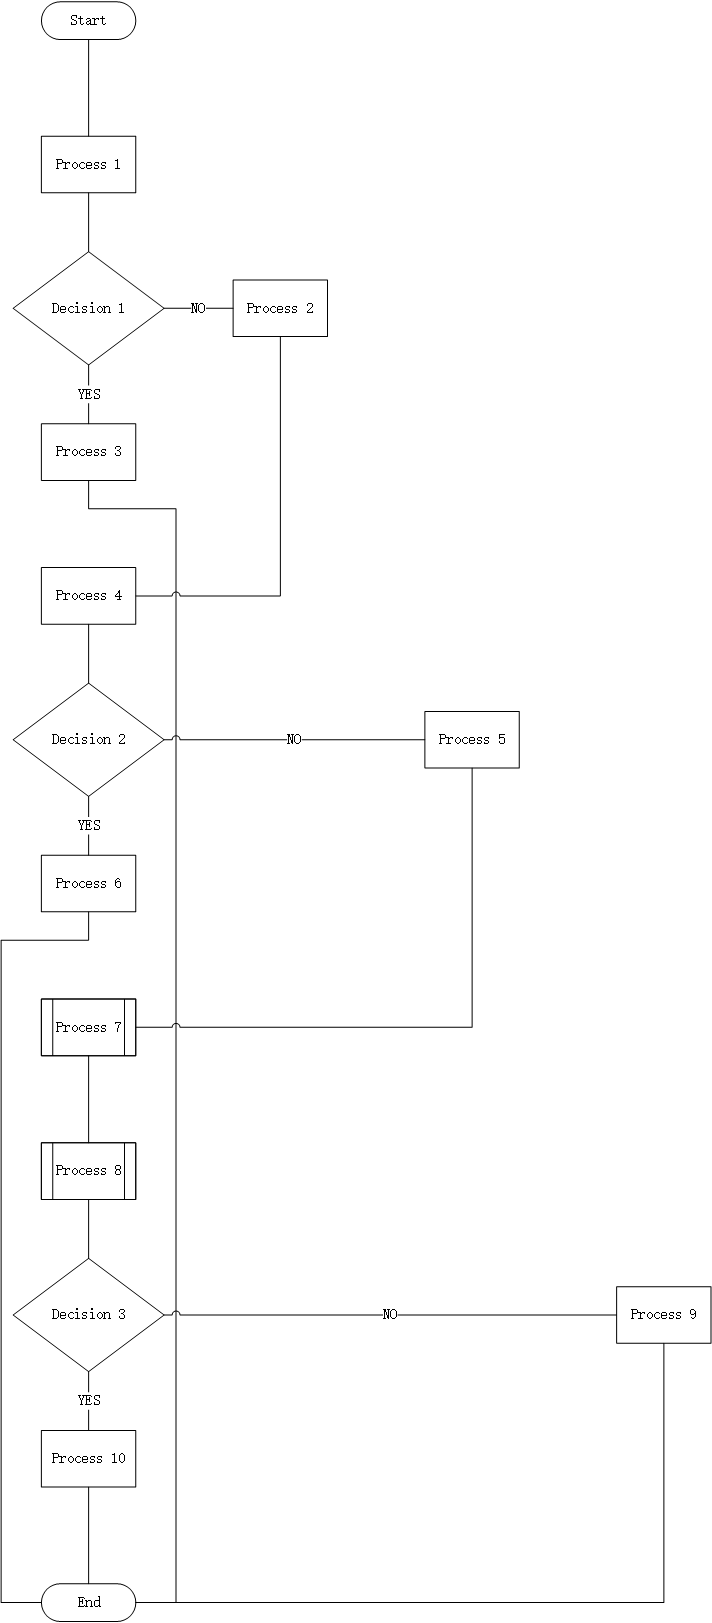 Start
Process 1
Decision 1
NO
Process 2
YES
Process 3
Process 4
Decision 2
NO
Process 5
YES
Process 6
Process 7
Process 8
Decision 3
NO
Process 9
YES
Process 10
End